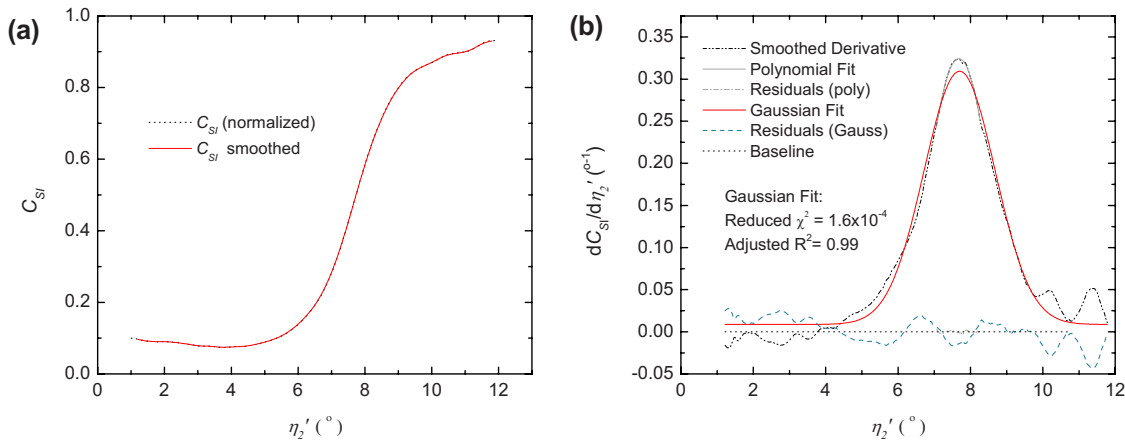 (a)
1.0
0.8
0.6
0.4
0.2
0.0
C_SI
C_SI (normalized)
C_SI smoothed
0 2 4 6 8 10 12
η₂′ (°)
(b)
0.35
0.30
0.25
0.20
0.15
0.10
0.05
0.00
-0.05
dC_SI/dη₂′ (°⁻¹)
Smoothed Derivative
Polynomial Fit
Residuals (poly)
Gaussian Fit
Residuals (Gauss)
Baseline
Gaussian Fit:
Reduced χ² = 1.6x10⁻⁴
Adjusted R²= 0.99
0 2 4 6 8 10 12
η₂′ (°)